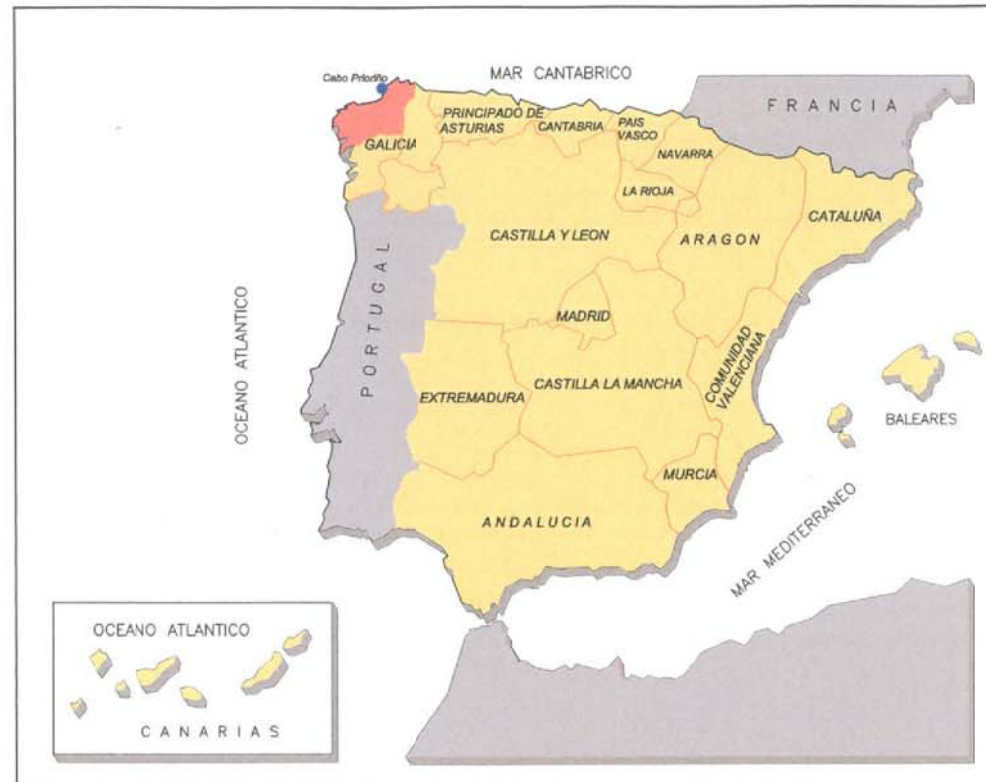 Cabo Prioriño
MAR CANTABRICO
FRANCIA
PRINCIPADO DE
ASTURIAS
CANTABRIA
PAIS
VASCO
NAVARRA
GALICIA
LA RIOJA
CATALUÑA
CASTILLA Y LEON
ARAGON
PORTUGAL
OCEANO ATLANTICO
MADRID
COMUNIDAD
VALENCIANA
EXTREMADURA
CASTILLA LA MANCHA
BALEARES
MURCIA
ANDALUCIA
MAR MEDITERRANEO
OCEANO ATLANTICO
CANARIAS